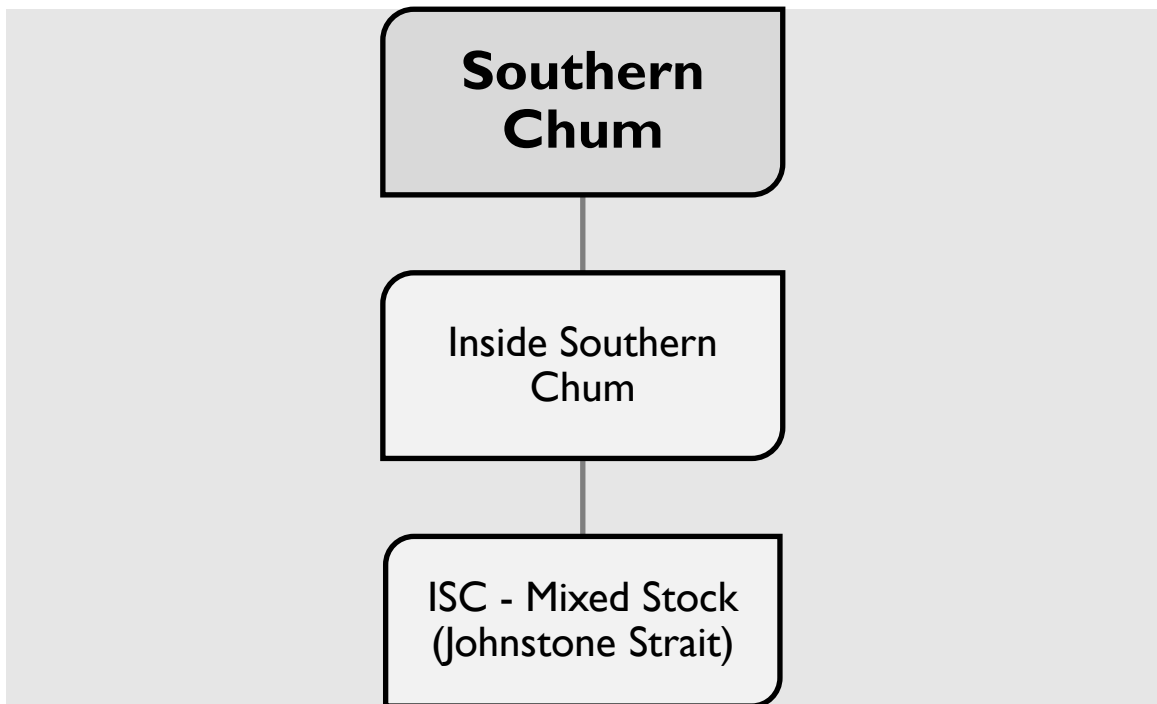 Southern
Chum
Inside Southern
Chum
ISC - Mixed Stock
(Johnstone Strait)